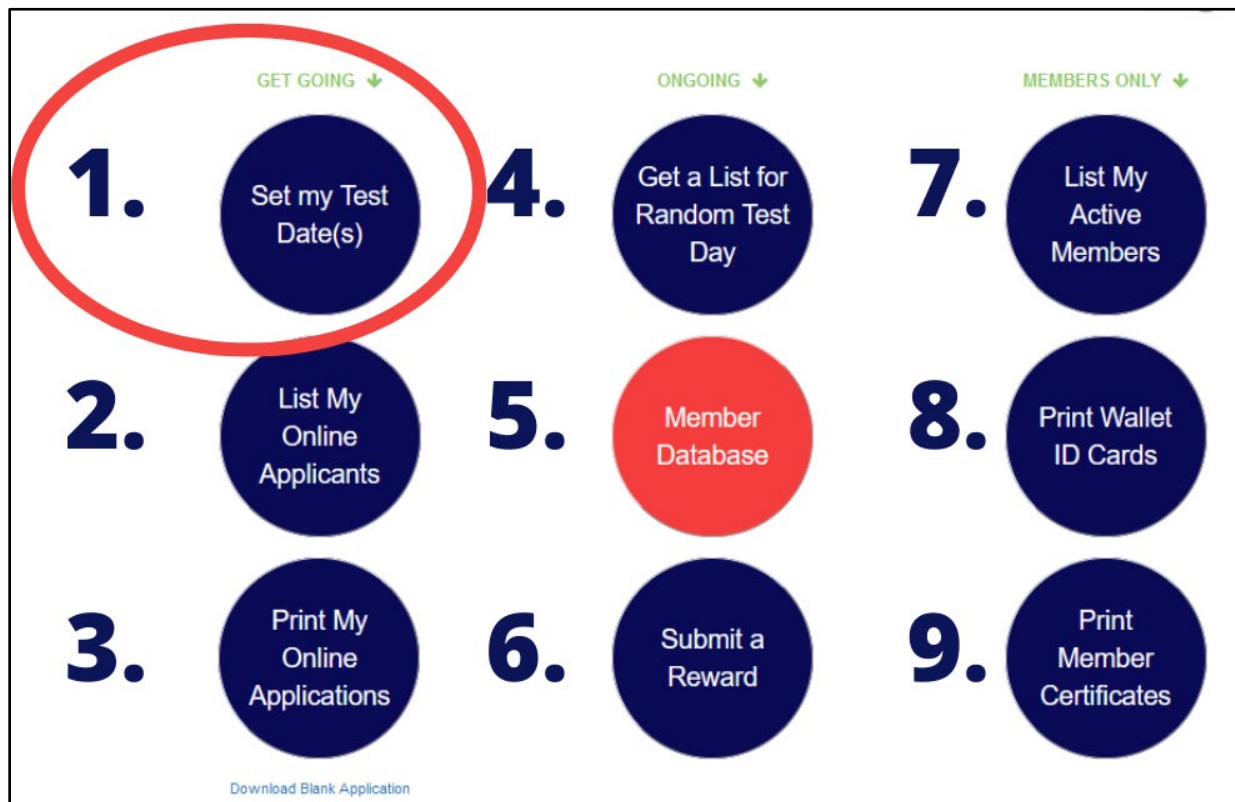 GET GOING
1.
Set my Test
Date(s)
2.
List My
Online
Applicants
3.
Print My
Online
Applications
Download Blank Application
ONGOING
4.
Get a List for
Random Test
Day
5.
Member
Database
6.
Submit a
Reward
MEMBERS ONLY
7.
List My
Active
Members
8.
Print Wallet
ID Cards
9.
Print
Member
Certificates